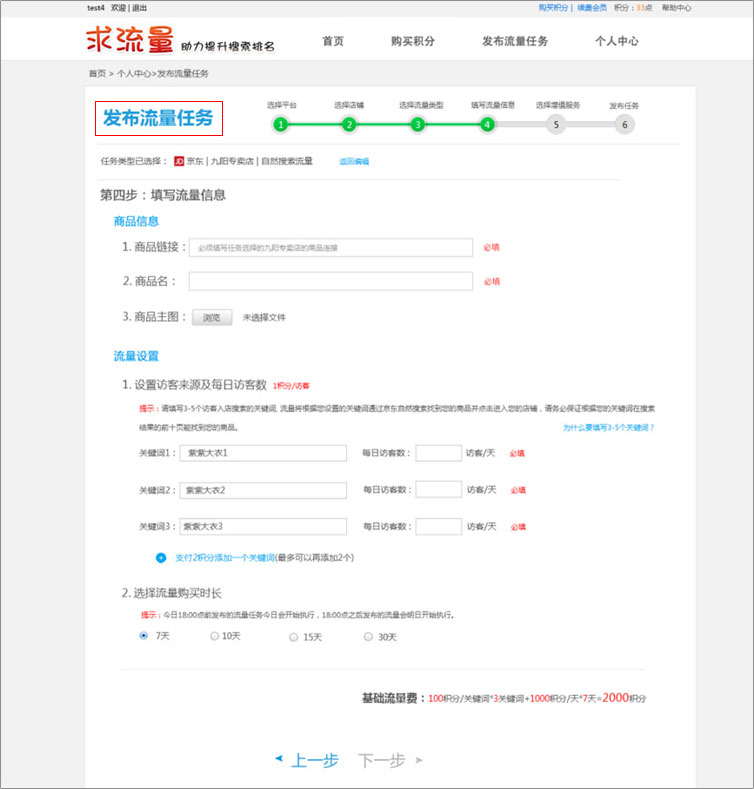 test4 欢迎 | 退出 购买积分 | 续费会员 积分：33点 帮助中心
求流量 助力提升搜索排名 首页 购买积分 发布流量任务 个人中心
首页 > 个人中心>发布流量任务
发布流量任务
选择平台 选择店铺 选择流量类型 填写流量信息 选择增值服务 发布任务
1 2 3 4 5 6
任务类型已选择： JD 京东 | 九阳专卖店 | 自然搜索流量 返回编辑
第四步：填写流量信息
商品信息
1. 商品链接： 必须填写任务选择的九阳专卖店的商品连接 必填
2. 商品名： 必填
3. 商品主图： 浏览 未选择文件
流量设置
1. 设置访客来源及每日访客数 1积分/访客
提示：请填写3-5个访客入店搜索的关键词, 流量将根据您设置的关键词通过京东自然搜索找到您的商品并点击进入您的店铺，请务必保证根据您的关键词在搜索
结果的前十页能找到您的商品。 为什么要填写3-5个关键词？
关键词1： 紫紫大衣1 每日访客数： 访客/天 必填
关键词2： 紫紫大衣2 每日访客数： 访客/天 必填
关键词3： 紫紫大衣3 每日访客数： 访客/天 必填
+ 支付2积分添加一个关键词(最多可以再添加2个)
2. 选择流量购买时长
提示：今日18:00点前发布的流量任务今日会开始执行，18:00点之后发布的流量会明日开始执行。
7天 10天 15天 30天
基础流量费：100积分/关键词*3关键词+1000积分/天*7天=2000积分
上一步 下一步